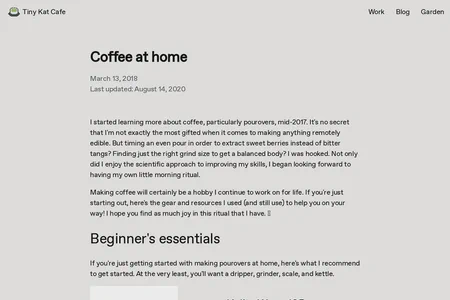 Tiny Kat Cafe
Work Blog Garden
Coffee at home
March 13, 2018
Last updated: August 14, 2020
I started learning more about coffee, particularly pourovers, mid-2017. It's no secret
that I'm not exactly the most gifted when it comes to making anything remotely
edible. But timing an even pour in order to extract sweet berries instead of bitter
tangs? Finding just the right grind size to get a balanced body? I was hooked. Not only
did I enjoy the scientific approach to improving my skills, I began looking forward to
having my own little morning ritual.
Making coffee will certainly be a hobby I continue to work on for life. If you're just
starting out, here's the gear and resources I used (and still use) to help you on your
way! I hope you find as much joy in this ritual that I have.
Beginner's essentials
If you're just getting started with making pourovers at home, here's what I recommend
to get started. At the very least, you'll want a dripper, grinder, scale, and kettle.